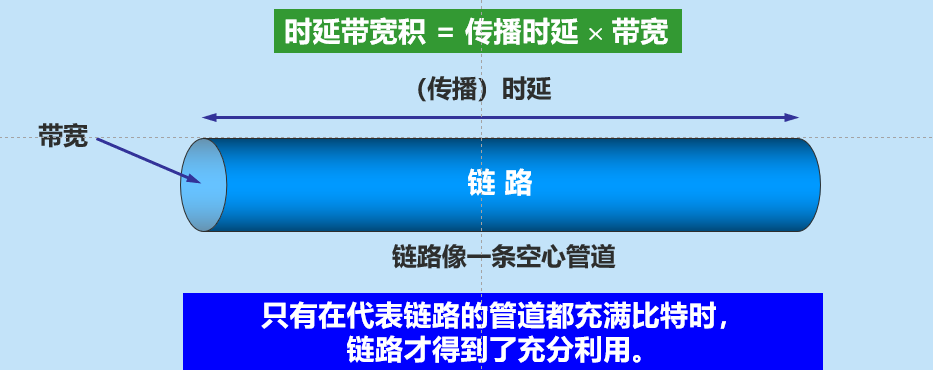 时延带宽积 = 传播时延 × 带宽
（传播）时延
带宽
链 路
链路像一条空心管道
只有在代表链路的管道都充满比特时，
链路才得到了充分利用。